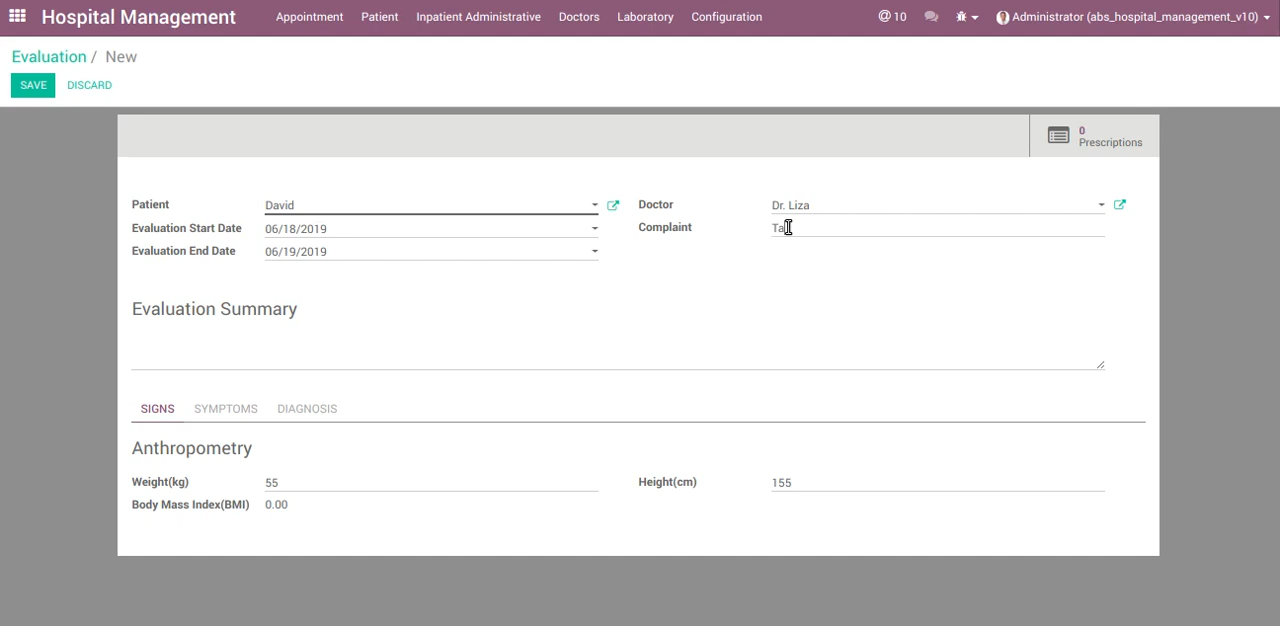 Hospital Management Appointment Patient Inpatient Administrative Doctors Laboratory Configuration @ 10 Administrator (abs_hospital_management_v10)
Evaluation / New
SAVE DISCARD
0
Prescriptions
Patient David Doctor Dr. Liza
Evaluation Start Date 06/18/2019 Complaint
Evaluation End Date 06/19/2019
Evaluation Summary
SIGNS SYMPTOMS DIAGNOSIS
Anthropometry
Weight(kg) 55 Height(cm) 155
Body Mass Index(BMI) 0.00